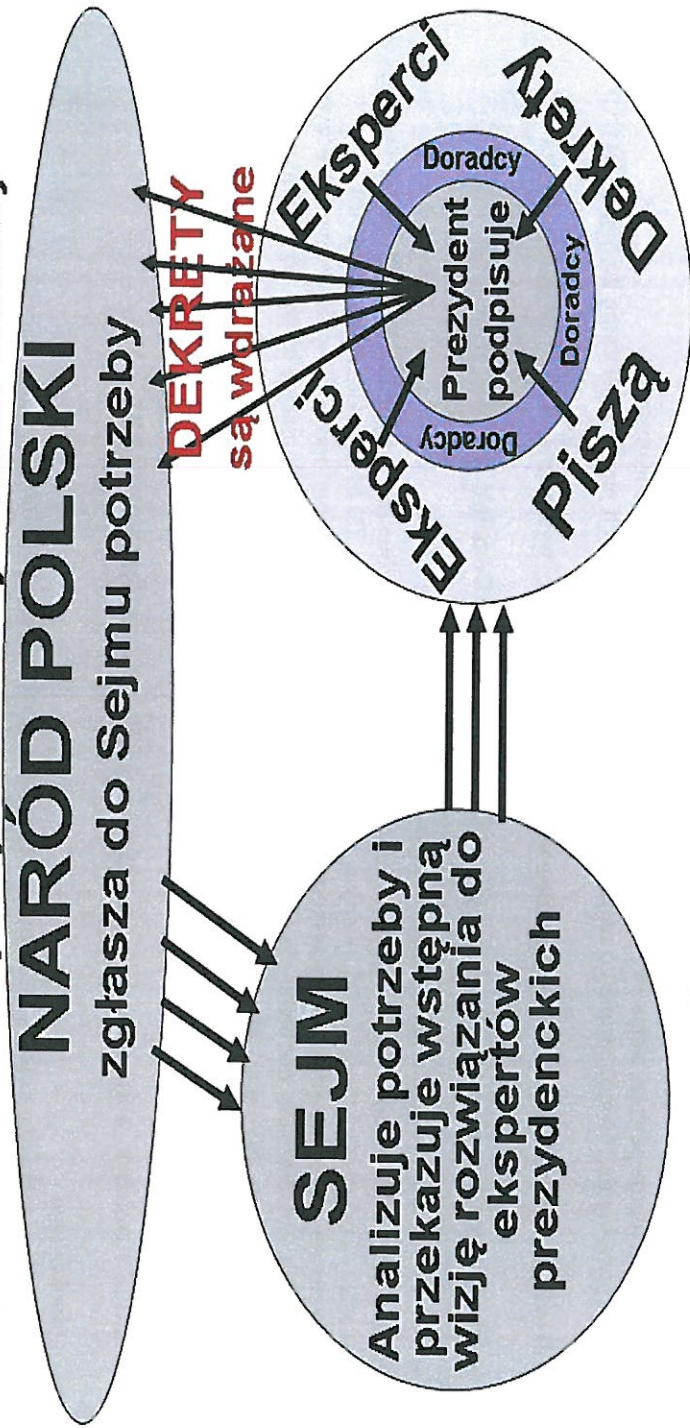 NARÓD POLSKI
zgłasza do Sejmu potrzeby
DEKRETY
są wdrażane
SEJM
Analizuje potrzeby i
przekazuje wstępną
wizję rozwiązania do
ekspertów
prezydenckich
Eksperci
Eksperci
Piszą
Dekrety
Doradcy
Doradcy
Doradcy
Prezydent
podpisuje